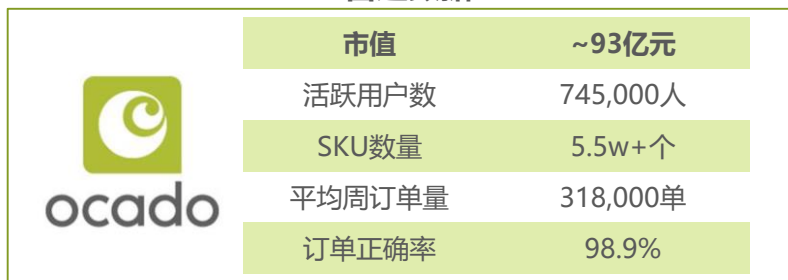 市值 ~93亿元
活跃用户数 745,000人
SKU数量 5.5w+个
平均周订单量 318,000单
订单正确率 98.9%
ocado